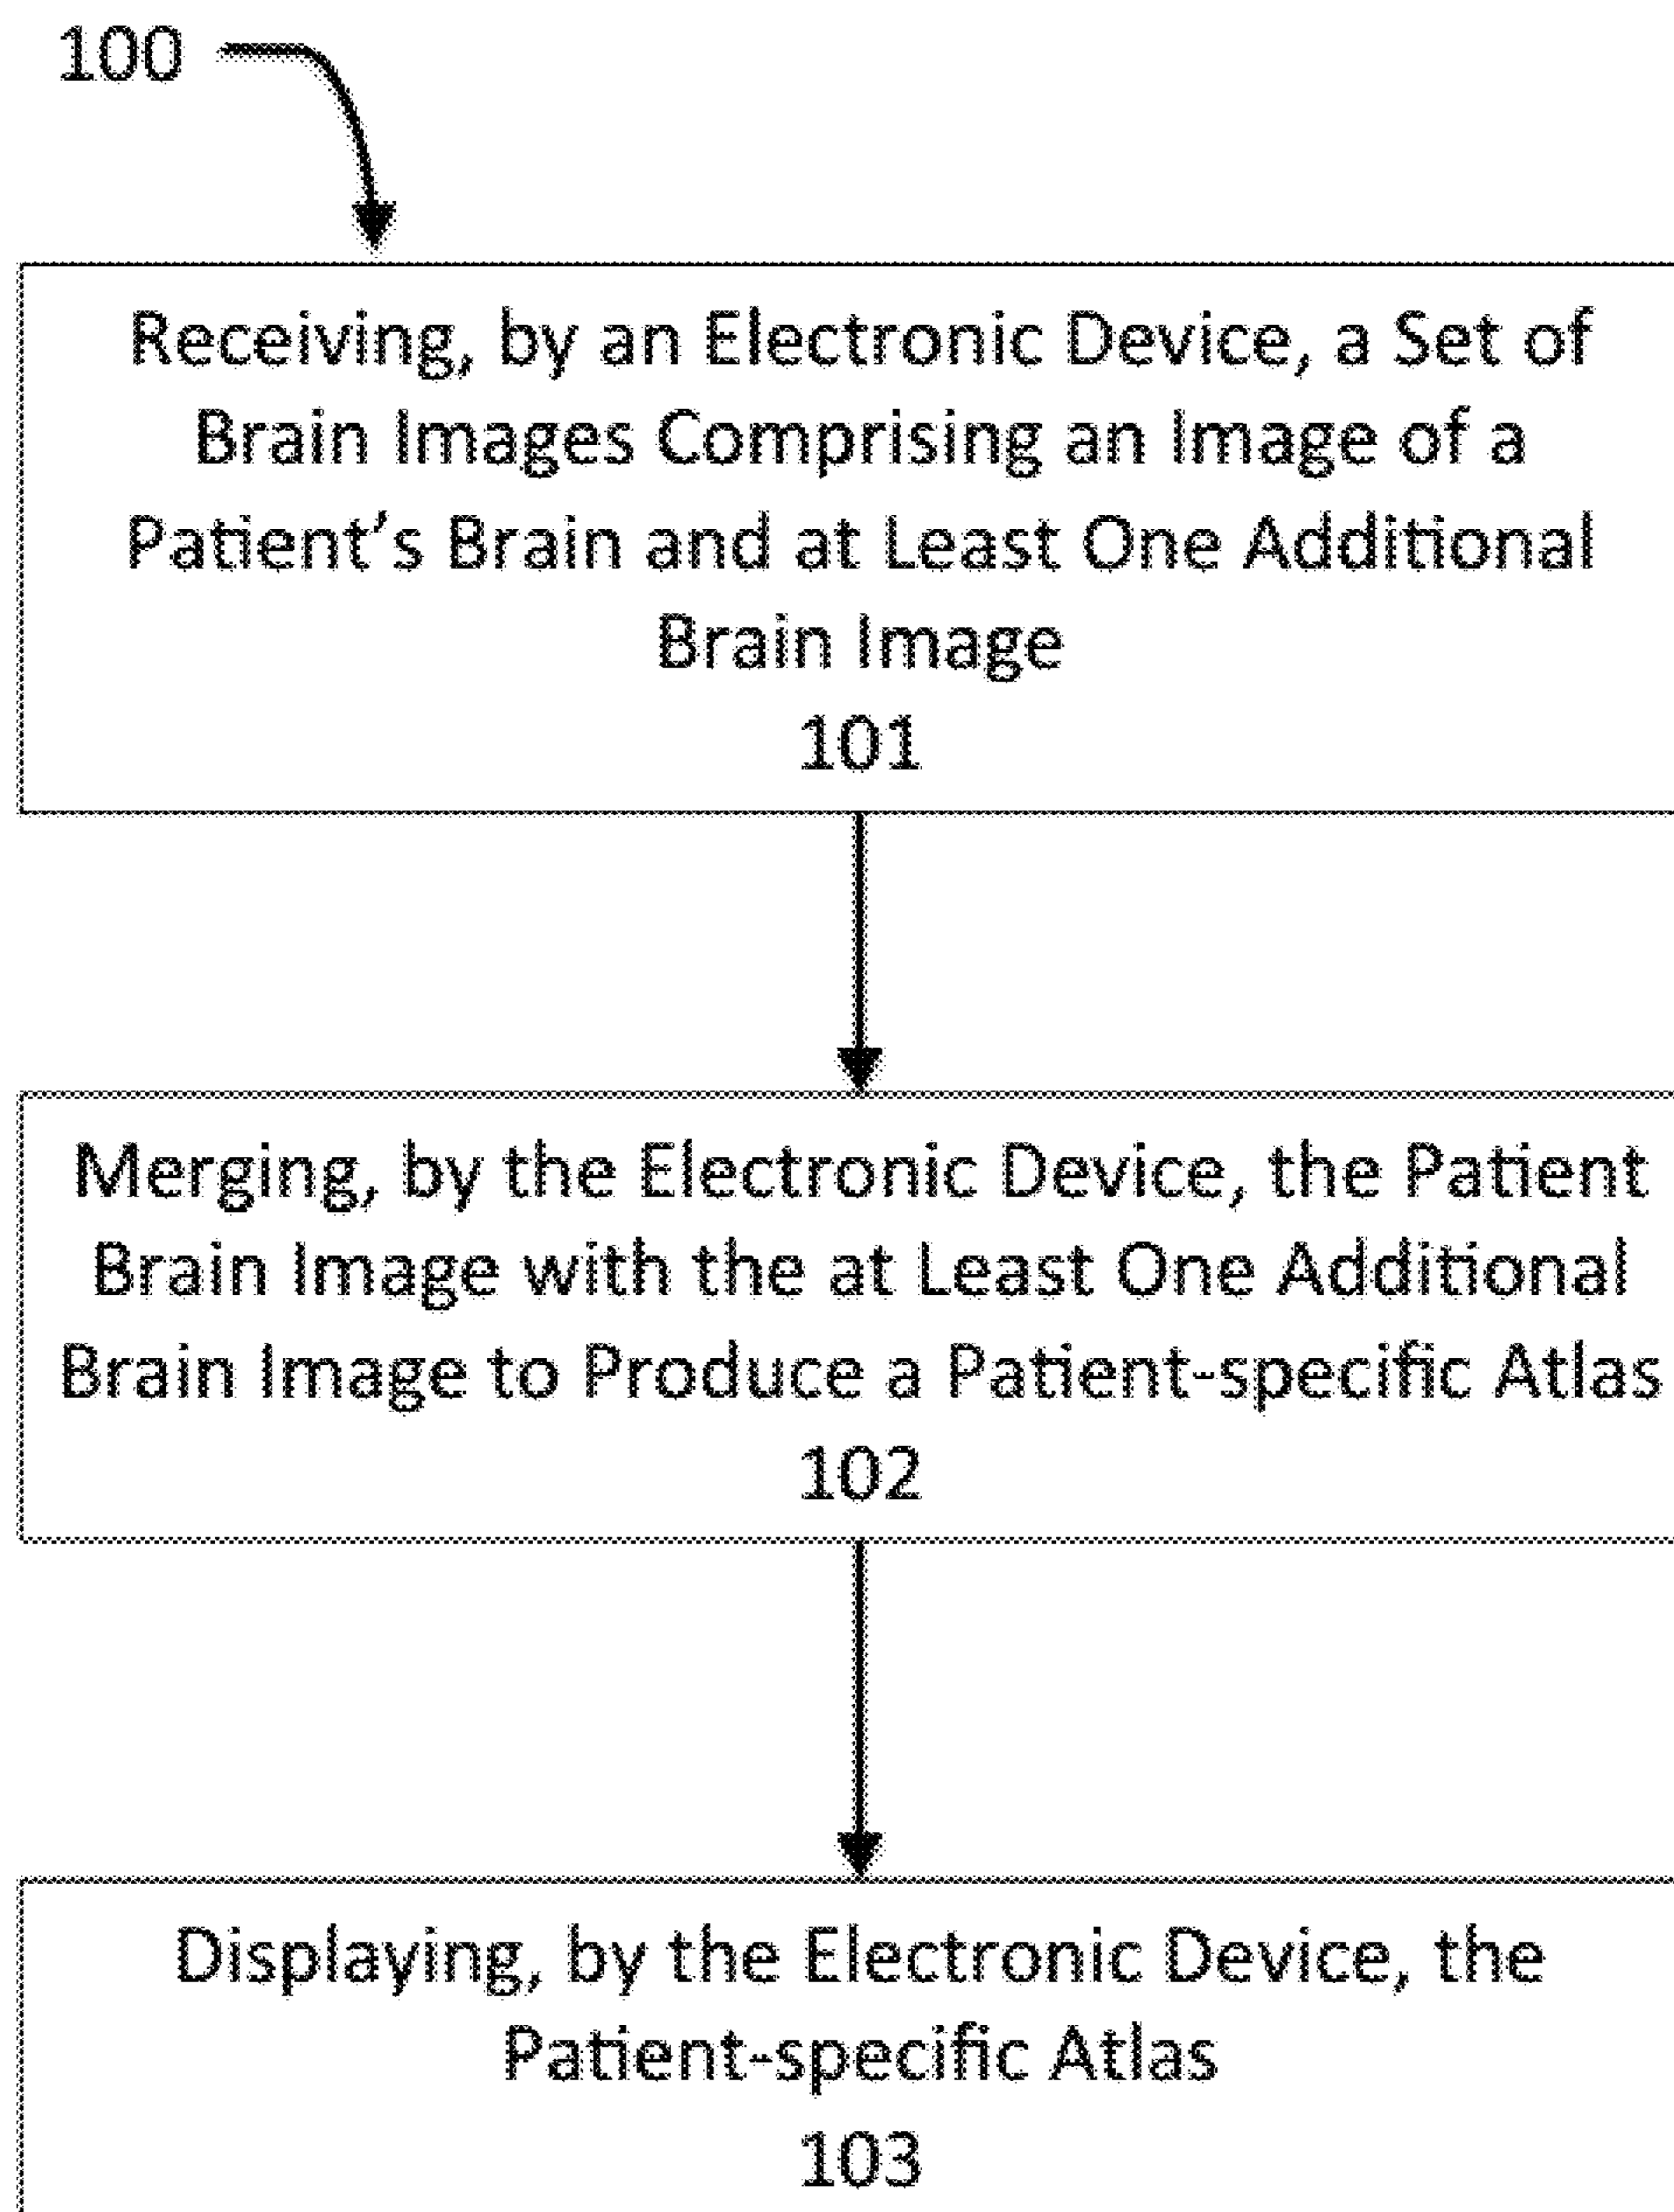 100
Receiving, by an Electronic Device, a Set of
Brain Images Comprising an Image of a
Patient's Brain and at Least One Additional
Brain Image
101
Merging, by the Electronic Device, the Patient
Brain Image with the at Least One Additional
Brain Image to Produce a Patient-specific Atlas
102
Displaying, by the Electronic Device, the
Patient-specific Atlas
103